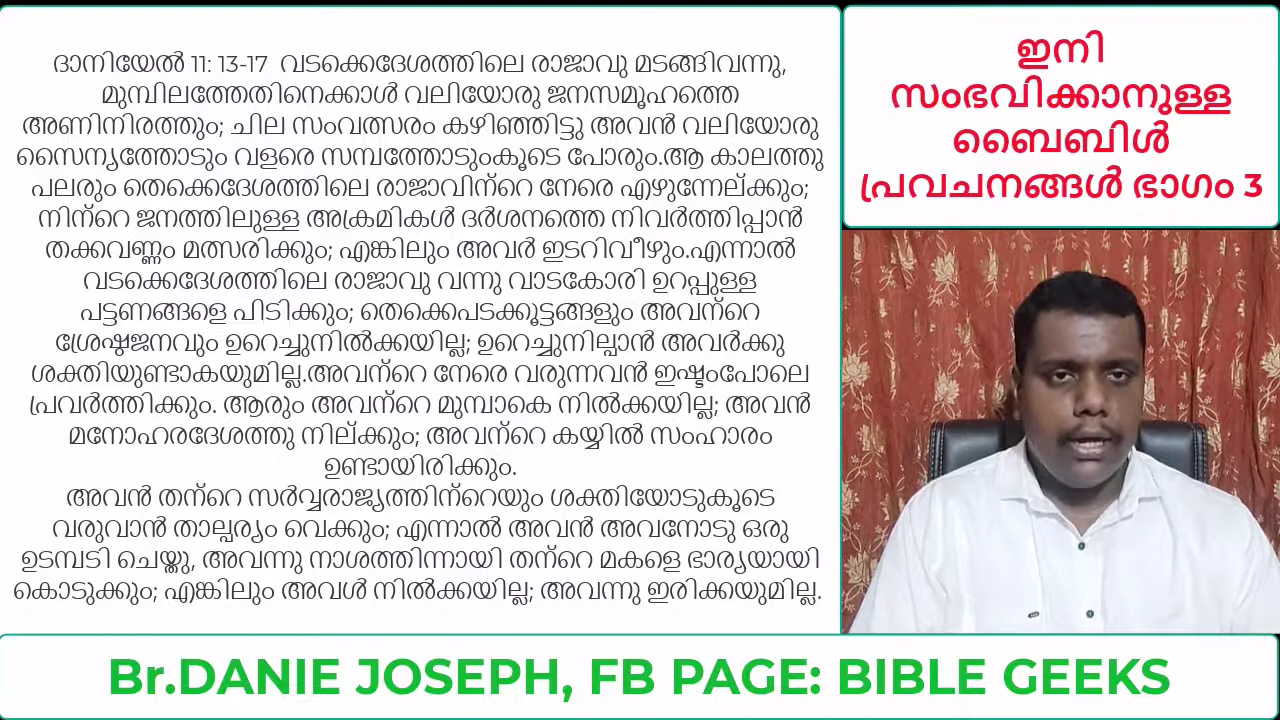 ദാനിയേൽ 11: 13-17 വടക്കെദേശത്തിലെ രാജാവു മടങ്ങിവന്നു,
മുമ്പിലത്തേതിനെക്കാൾ വലിയോരു ജനസമൂഹത്തെ
അണിനിരത്തും; ചില സംവത്സരം കഴിഞ്ഞിട്ടു അവൻ വലിയോരു
സൈന്യത്തോടും വളരെ സമ്പത്തോടുംകൂടെ പോരും.ആ കാലത്തു
പലരും തെക്കെദേശത്തിലെ രാജാവിന്റെ നേരെ എഴുന്നേല്ക്കും;
നിന്റെ ജനത്തിലുള്ള അക്രമികൾ ദർശനത്തെ നിവർത്തിപ്പാൻ
തക്കവണ്ണം മത്സരിക്കും; എങ്കിലും അവർ ഇടറിവീഴും.എന്നാൽ
വടക്കെദേശത്തിലെ രാജാവു വന്നു വാടകോരി ഉറപ്പുള്ള
പട്ടണങ്ങളെ പിടിക്കും; തെക്കെപടക്കൂട്ടങ്ങളും അവന്റെ
ശ്രേഷ്ഠജനവും ഉറെച്ചുനിൽക്കയില്ല; ഉറെച്ചുനില്പാൻ അവർക്കു
ശക്തിയുണ്ടാകയുമില്ല.അവന്റെ നേരെ വരുന്നവൻ ഇഷ്ടംപോലെ
പ്രവർത്തിക്കും. ആരും അവന്റെ മുമ്പാകെ നിൽക്കയില്ല; അവൻ
മനോഹരദേശത്തു നില്ക്കും; അവന്റെ കയ്യിൽ സംഹാരം
ഉണ്ടായിരിക്കും.
അവൻ തന്റെ സർവ്വരാജ്യത്തിന്റെയും ശക്തിയോടുകൂടെ
വരുവാൻ താല്പര്യം വെക്കും; എന്നാൽ അവൻ അവനോടു ഒരു
ഉടമ്പടി ചെയ്തു, അവന്നു നാശത്തിന്നായി തന്റെ മകളെ ഭാര്യയായി
കൊടുക്കും; എങ്കിലും അവൾ നിൽക്കയില്ല; അവന്നു ഇരിക്കയുമില്ല.
ഇനി
സംഭവിക്കാനുള്ള
ബൈബിൾ
പ്രവചനങ്ങൾ ഭാഗം 3
Br.DANIE JOSEPH, FB PAGE: BIBLE GEEKS